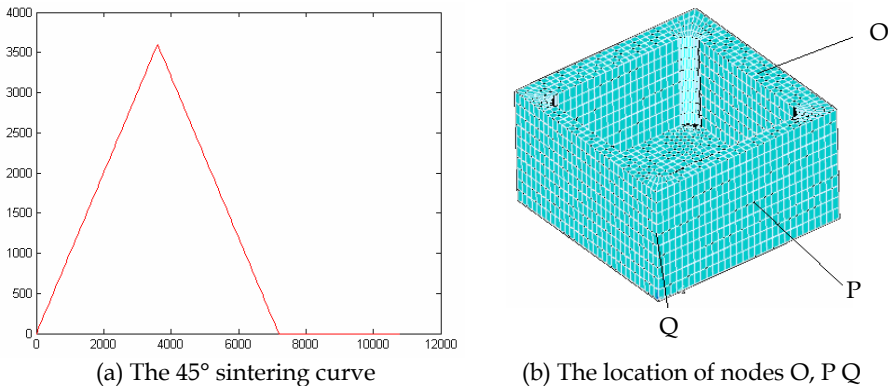 4000
3500
3000
2500
2000
1500
1000
500
0
0 2000 4000 6000 8000 10000 12000
O
P
Q
(a) The 45° sintering curve
(b) The location of nodes O, P Q